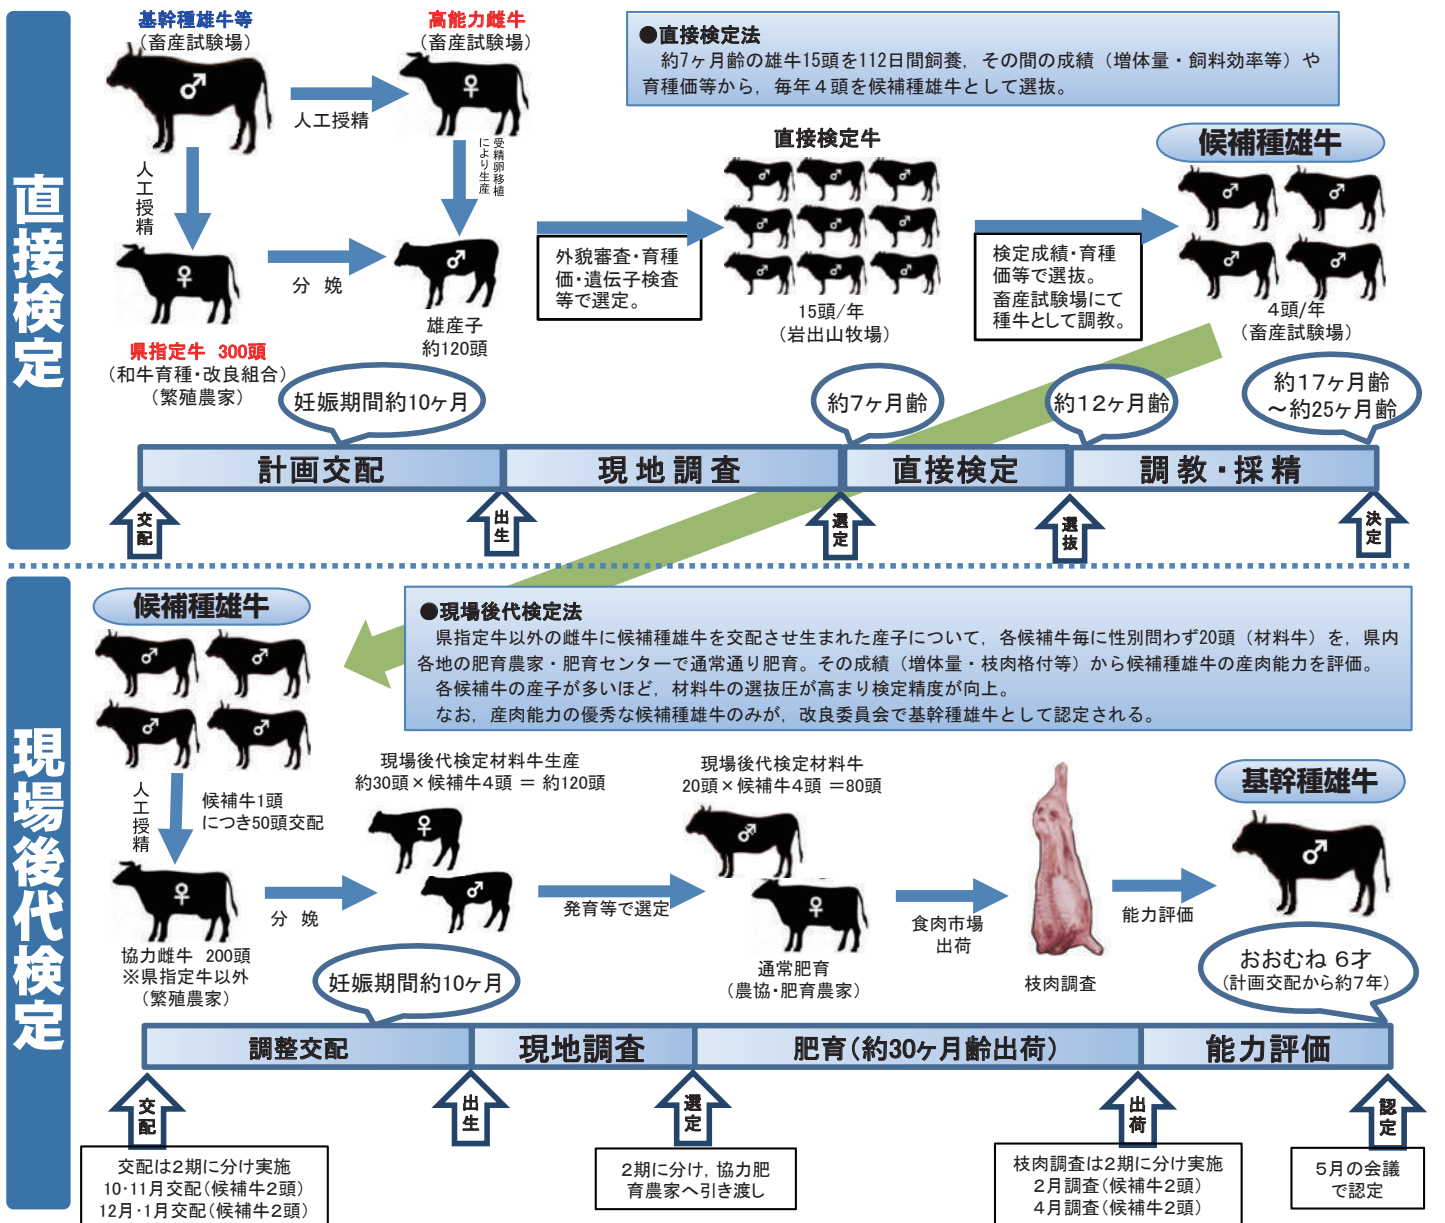 直接検定
基幹種雄牛等
(畜産試験場)
高能力雌牛
(畜産試験場)
人工授精
人工授精
受精卵移植
により生産
分 娩
県指定牛 300頭
(和牛育種・改良組合)
(繁殖農家)
雄産子
約120頭
●直接検定法
約7ヶ月齢の雄牛15頭を112日間飼養,その間の成績(増体量・飼料効率等)や
育種価等から,毎年4頭を候補種雄牛として選抜。
外貌審査・育種
価・遺伝子検査
等で選定。
直接検定牛
15頭/年
(岩出山牧場)
検定成績・育種
価等で選抜。
畜産試験場にて
種牛として調教。
候補種雄牛
4頭/年
(畜産試験場)
妊娠期間約10ヶ月
約7ヶ月齢
約12ヶ月齢
約17ヶ月齢
～約25ヶ月齢
計画交配
現地調査
直接検定
調教・採精
交配
出生
選定
選抜
決定
現場後代検定
候補種雄牛
●現場後代検定法
県指定牛以外の雌牛に候補種雄牛を交配させ生まれた産子について,各候補牛毎に性別問わず20頭(材料牛)を,県内
各地の肥育農家・肥育センターで通常通り肥育。その成績(増体量・枝肉格付等)から候補種雄牛の産肉能力を評価。
各候補牛の産子が多いほど,材料牛の選抜圧が高まり検定精度が向上。
なお,産肉能力の優秀な候補種雄牛のみが,改良委員会で基幹種雄牛として認定される。
人工授精
候補牛1頭
につき50頭交配
協力雌牛 200頭
※県指定牛以外
(繁殖農家)
分 娩
現場後代検定材料牛生産
約30頭×候補牛4頭 = 約120頭
発育等で選定
現場後代検定材料牛
20頭×候補牛4頭 =80頭
通常肥育
(農協・肥育農家)
食肉市場
出荷
枝肉調査
能力評価
基幹種雄牛
妊娠期間約10ヶ月
おおむね 6才
(計画交配から約7年)
調整交配
現地調査
肥育(約30ヶ月齢出荷)
能力評価
交配
出生
選定
出荷
認定
交配は2期に分け実施
10・11月交配(候補牛2頭)
12月・1月交配(候補牛2頭)
2期に分け,協力肥
育農家へ引き渡し
枝肉調査は2期に分け実施
2月調査(候補牛2頭)
4月調査(候補牛2頭)
5月の会議
で認定